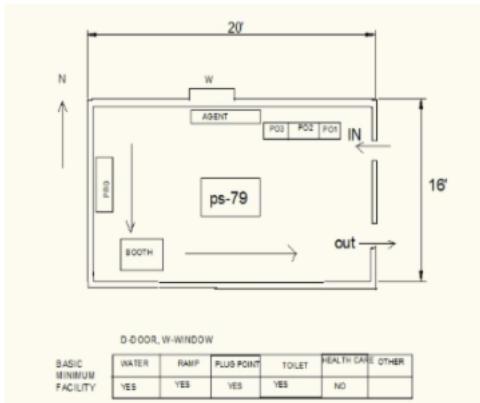 20'
N
W
AGENT
PO3 PO2 PO1
IN
PRO
ps-79
16'
out
BOOTH
D-DOOR, W-WINDOW
BASIC MINIMUM FACILITY
WATER RAMP PLUG POINT TOILET HEALTH CARE OTHER
YES YES YES YES NO